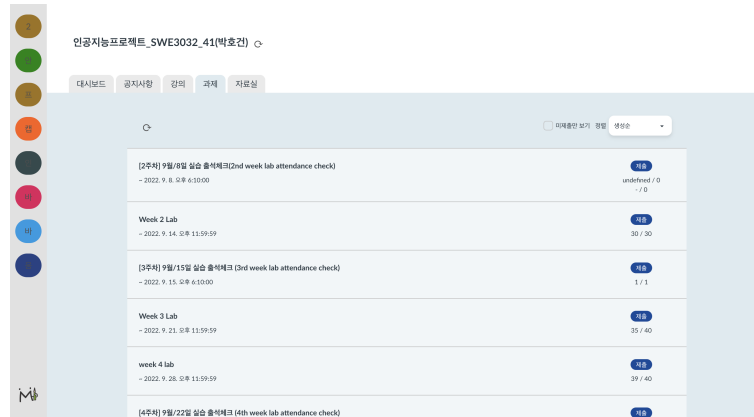 인공지능프로젝트_SWE3032_41(박호건)
대시보드 공지사항 강의 과제 자료실
미제출만 보기 정렬 생성순
[2주차] 9월/8일 실습 출석체크(2nd week lab attendance check) 제출
~ 2022. 9. 8. 오후 6:10:00 undefined / 0
- / 0
Week 2 Lab 제출
~ 2022. 9. 14. 오후 11:59:59 30 / 30
[3주차] 9월/15일 실습 출석체크 (3rd week lab attendance check) 제출
~ 2022. 9. 15. 오후 6:10:00 1 / 1
Week 3 Lab 제출
~ 2022. 9. 21. 오후 11:59:59 35 / 40
week 4 lab 제출
~ 2022. 9. 28. 오후 11:59:59 39 / 40
[4주차] 9월/22일 실습 출석체크 (4th week lab attendance check) 제출